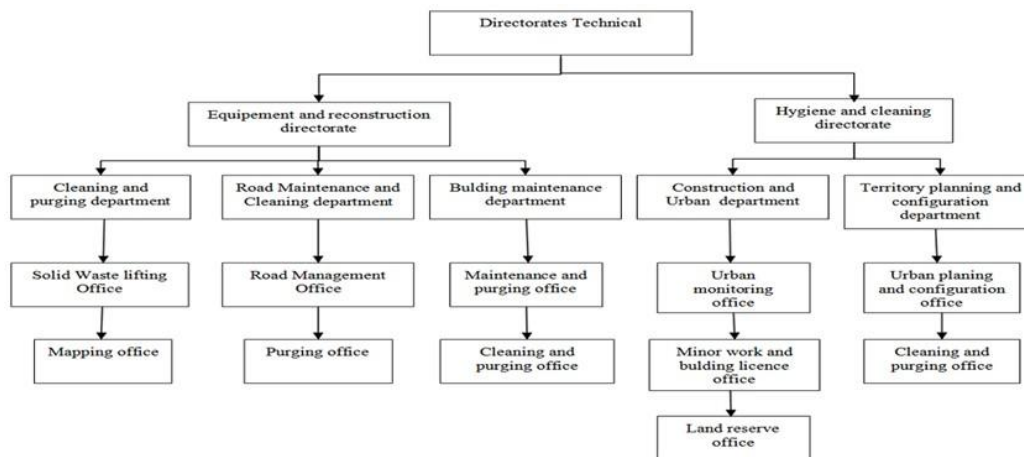 Directorates Technical
Equipement and reconstruction
directorate
Hygiene and cleaning
directorate
Cleaning and
purging department
Road Maintenance and
Cleaning department
Bulding maintenance
department
Construction and
Urban department
Territory planning and
configuration
department
Solid Waste lifting
Office
Road Management
Office
Maintenance and
purging office
Urban
monitoring
office
Urban planing
and configuration
office
Mapping office
Purging office
Cleaning and
purging office
Minor work and
bulding licence
office
Cleaning and
purging office
Land reserve
office